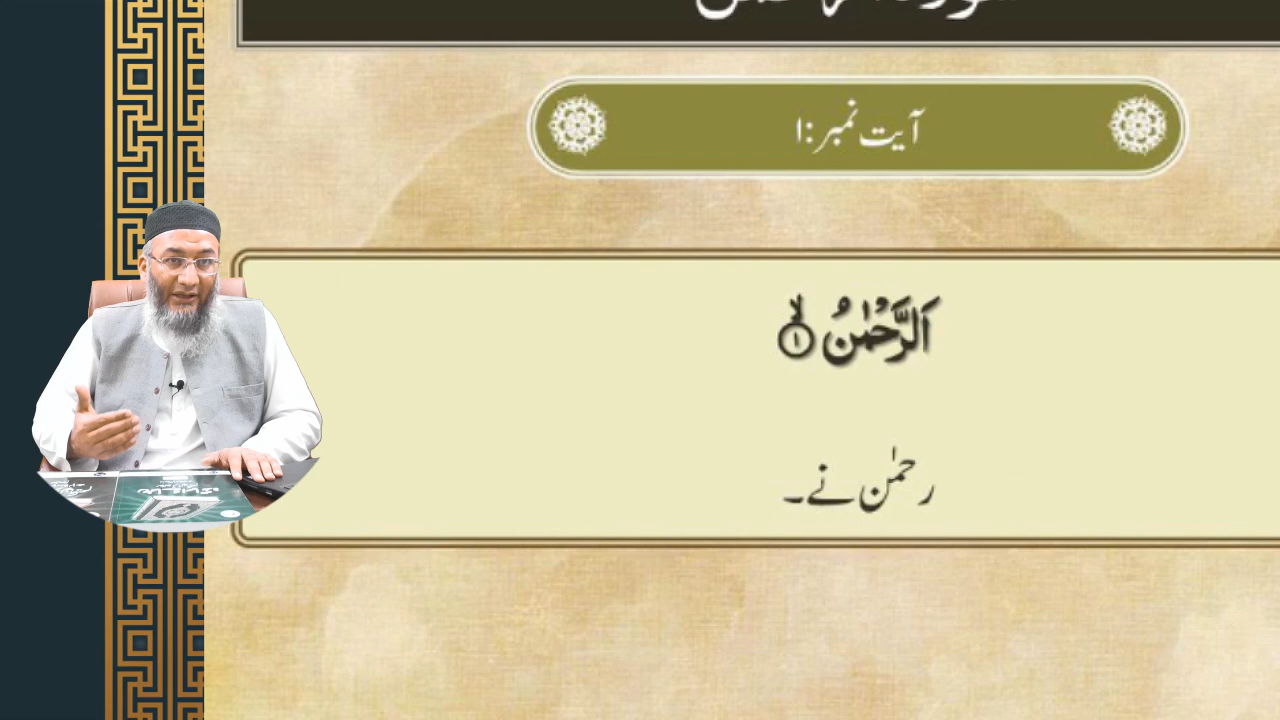 آیت نمبر:۱
اَلرَّحْمٰنُ ۙ﴿۱﴾
رحمٰن نے۔